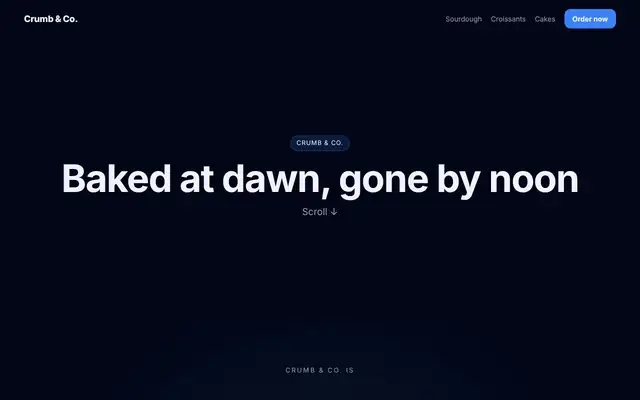 Crumb & Co.
Sourdough Croissants Cakes Order now
CRUMB & CO.
Baked at dawn, gone by noon
Scroll ↓
CRUMB & CO. IS